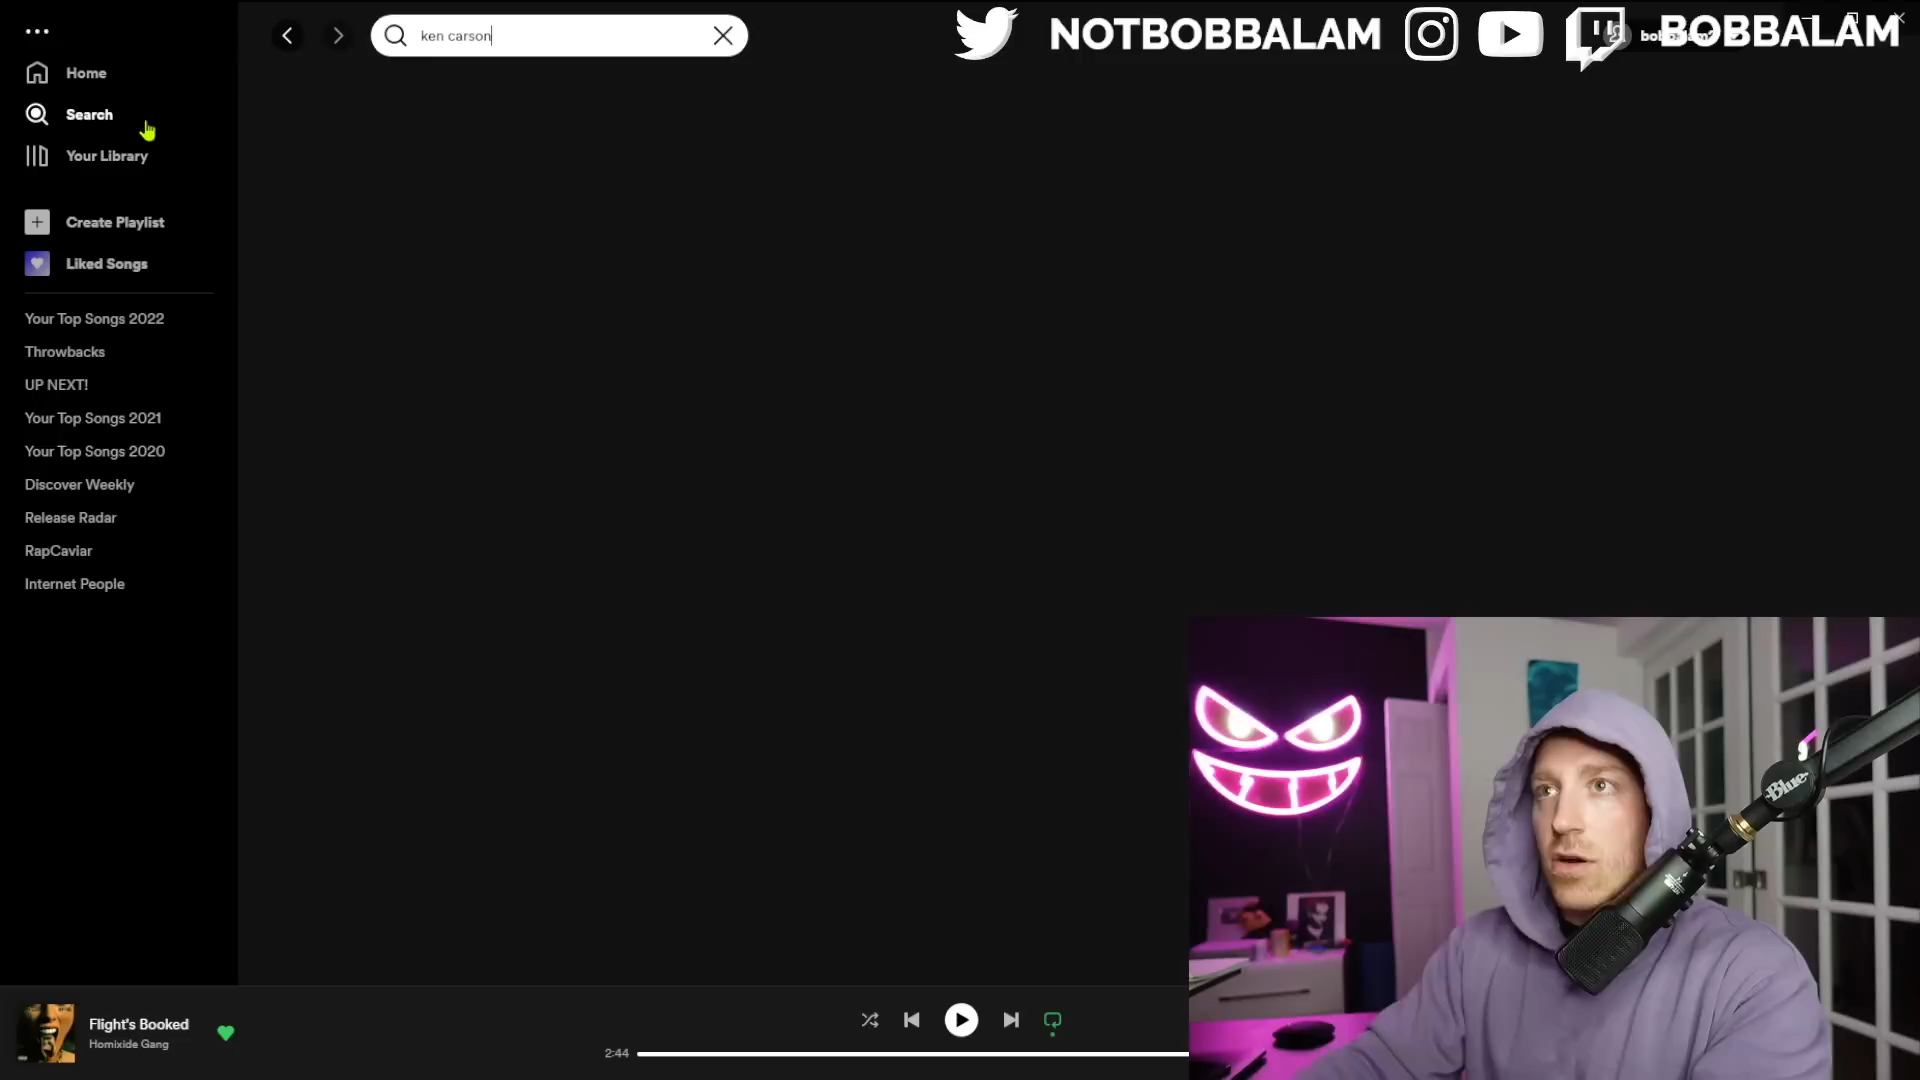 ken carson
NOTBOBBALAM
BOBBALAM
Home
Search
Your Library
Create Playlist
Liked Songs
Your Top Songs 2022
Throwbacks
UP NEXT!
Your Top Songs 2021
Your Top Songs 2020
Discover Weekly
Release Radar
RapCaviar
Internet People
Blue
Flight's Booked
Homixide Gang
2:44